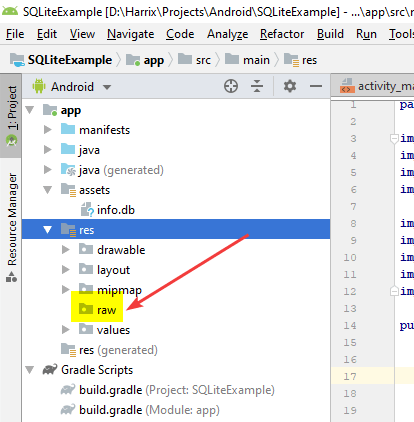 SQLiteExample [D:\Harrix\Projects\Android\SQLiteExample] - ...\app\src\r
File Edit View Navigate Code Analyze Refactor Build Ru
SQLiteExample app src main res
1: Project
Resource Manager
Android
activity_ma
app
manifests
java
java (generated)
assets
info.db
res
drawable
layout
mipmap
raw
values
res (generated)
Gradle Scripts
build.gradle (Project: SQLiteExample)
build.gradle (Module: app)
1 pa
2
3 im
4 im
5 im
6 im
7
8 im
9 im
10 im
11 im
12 im
13
14 pu
15
16
17
18
19